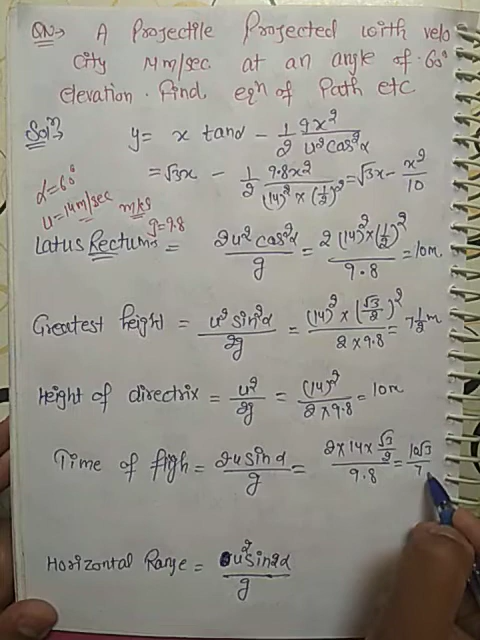 QN→ A Projectile Projected with velo
city 14m/sec at an angle of 60°
elevation. Find eqⁿ of Path etc
Solⁿ y = x tanα − 1/2 gx²/u²cos²α
= √3x − 1/2 9.8x²/(14)²×(1/2)² = √3x − x²/10
α=60°
u=14m/sec
m/kg
g=9.8
Latus Rectum = 2u²cos²α/g = 2(14)²×(1/2)²/9.8 = 10m.
Greatest height = u²sin²α/2g = (14)²×(√3/2)²/2×9.8 = 7 1/2 m
Height of directrix = u²/2g = (14)²/2×9.8 = 10m
Time of fligh = 2u sinα/g = 2×14×√3/2/9.8 = 10√3/7
Horizontal Range = u²sin2α/g